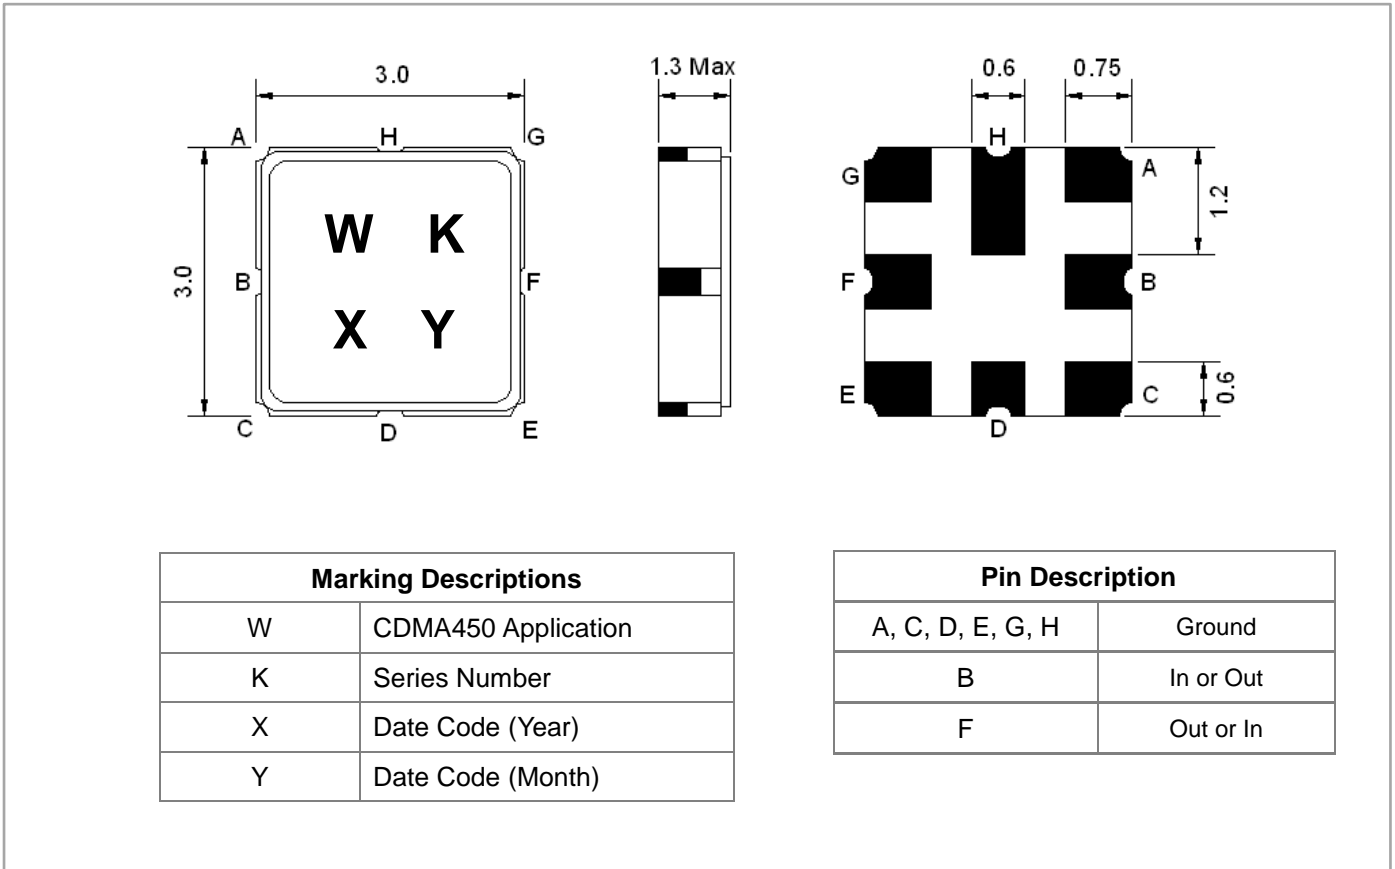 3.0
1.3 Max
0.6 0.75
A H G
H
G A
W K
1.2
3.0
B F
F B
X Y
E C
0.6
C D E
D
Marking Descriptions
W CDMA450 Application
K Series Number
X Date Code (Year)
Y Date Code (Month)
Pin Description
A, C, D, E, G, H Ground
B In or Out
F Out or In